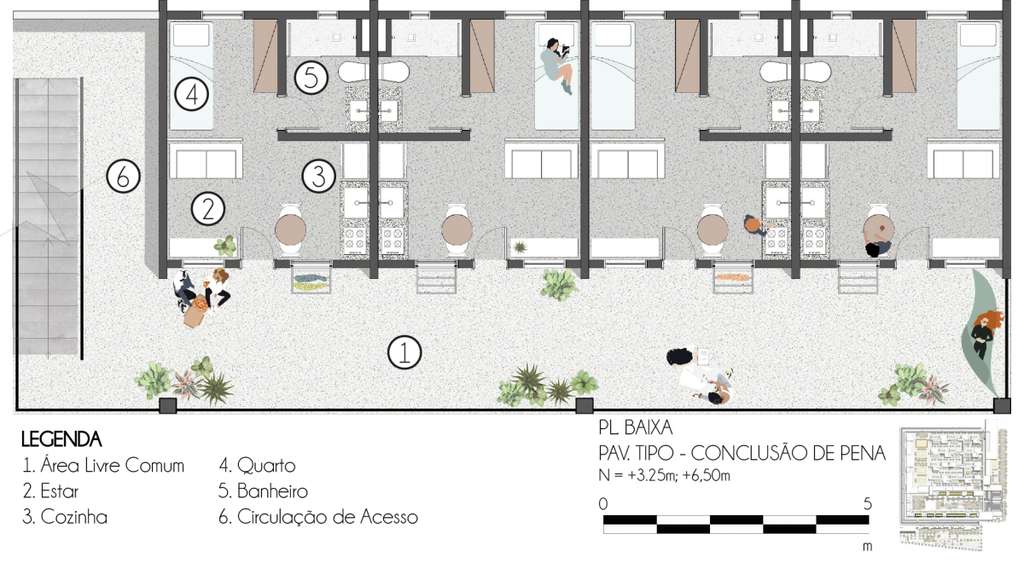 4
5
6
3
2
1
LEGENDA
1. Área Livre Comum
2. Estar
3. Cozinha
4. Quarto
5. Banheiro
6. Circulação de Acesso
PL BAIXA
PAV. TIPO - CONCLUSÃO DE PENA
N = +3.25m; +6,50m
0 5
m